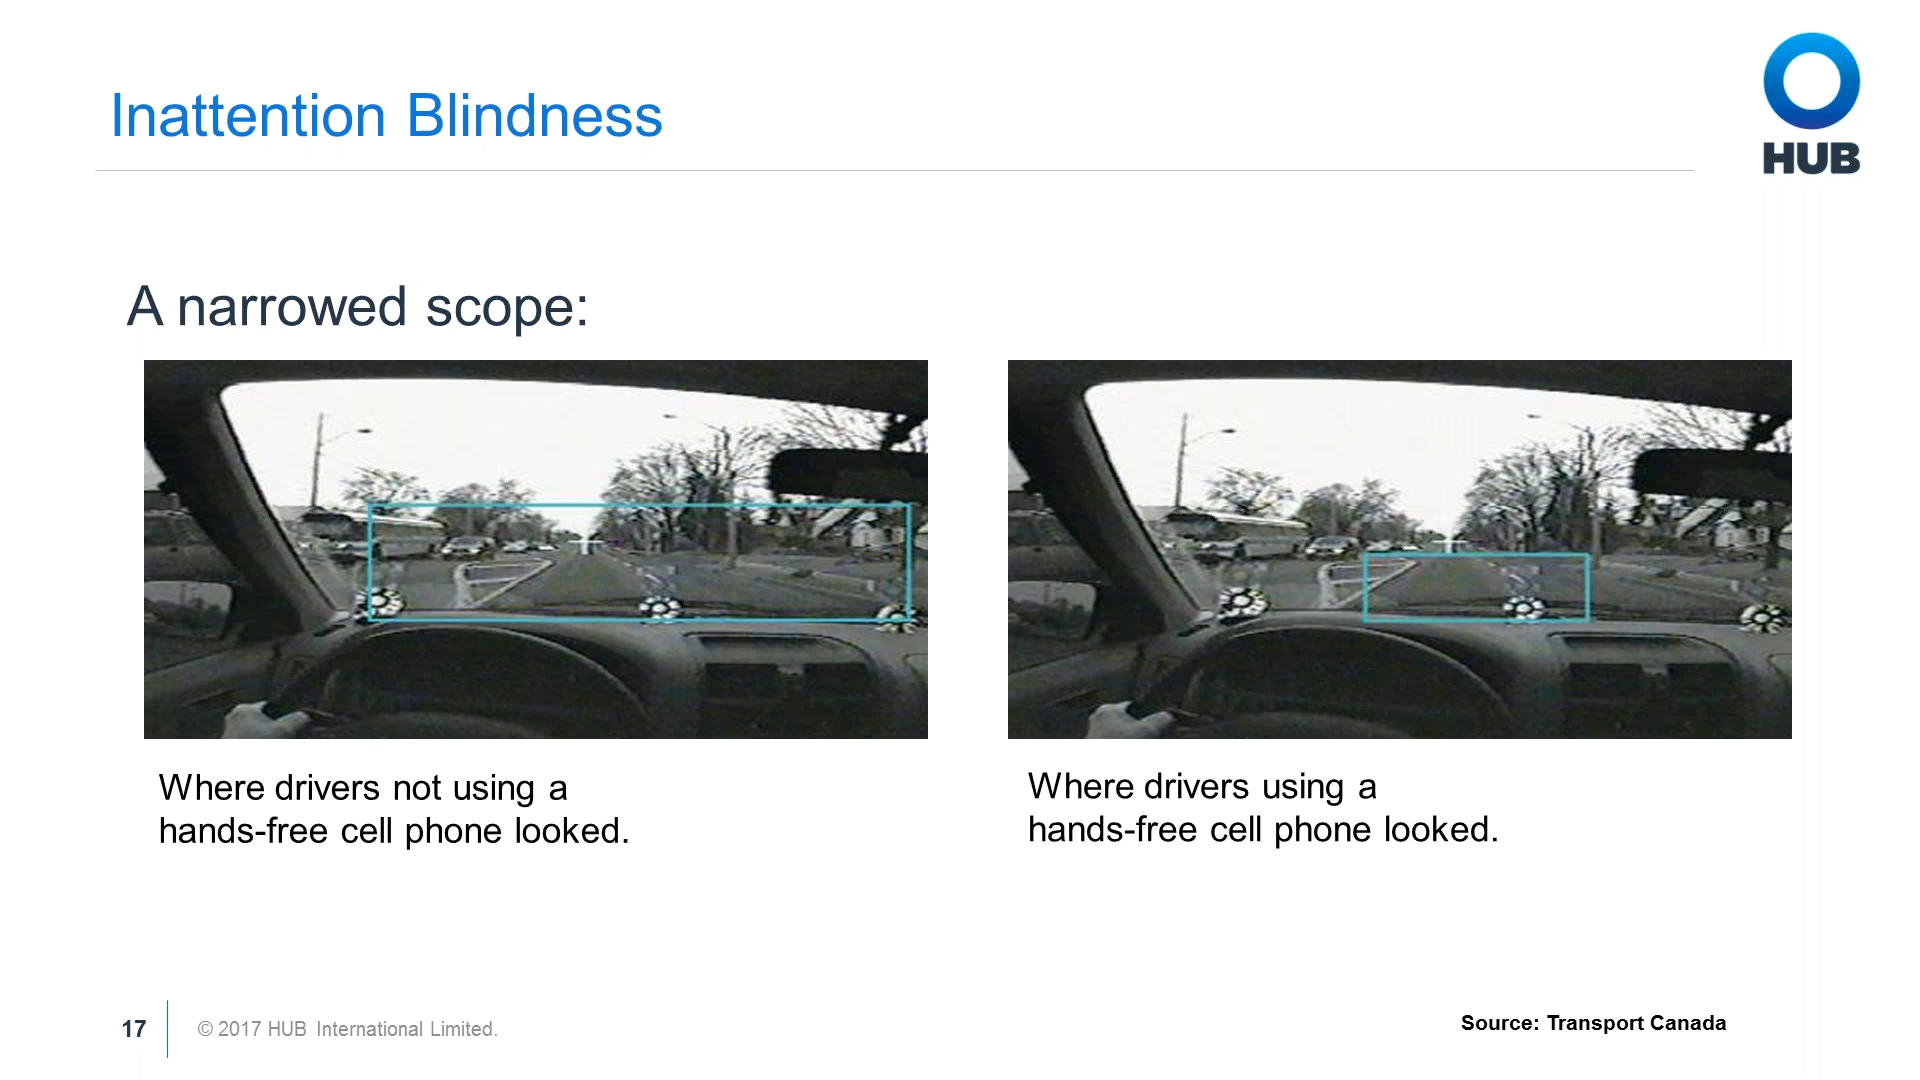 Inattention Blindness
HUB
A narrowed scope:
Where drivers not using a
hands-free cell phone looked.
Where drivers using a
hands-free cell phone looked.
17
© 2017 HUB International Limited.
Source: Transport Canada